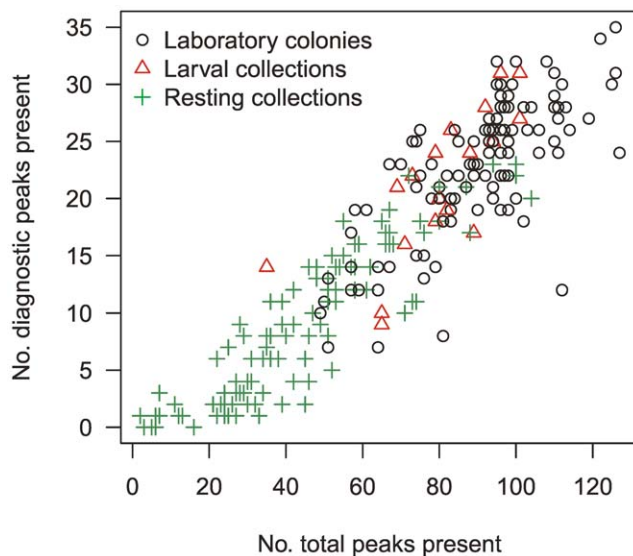 35
30
25
20
15
10
5
0
No. diagnostic peaks present
Laboratory colonies
Larval collections
Resting collections
0 20 40 60 80 100 120
No. total peaks present